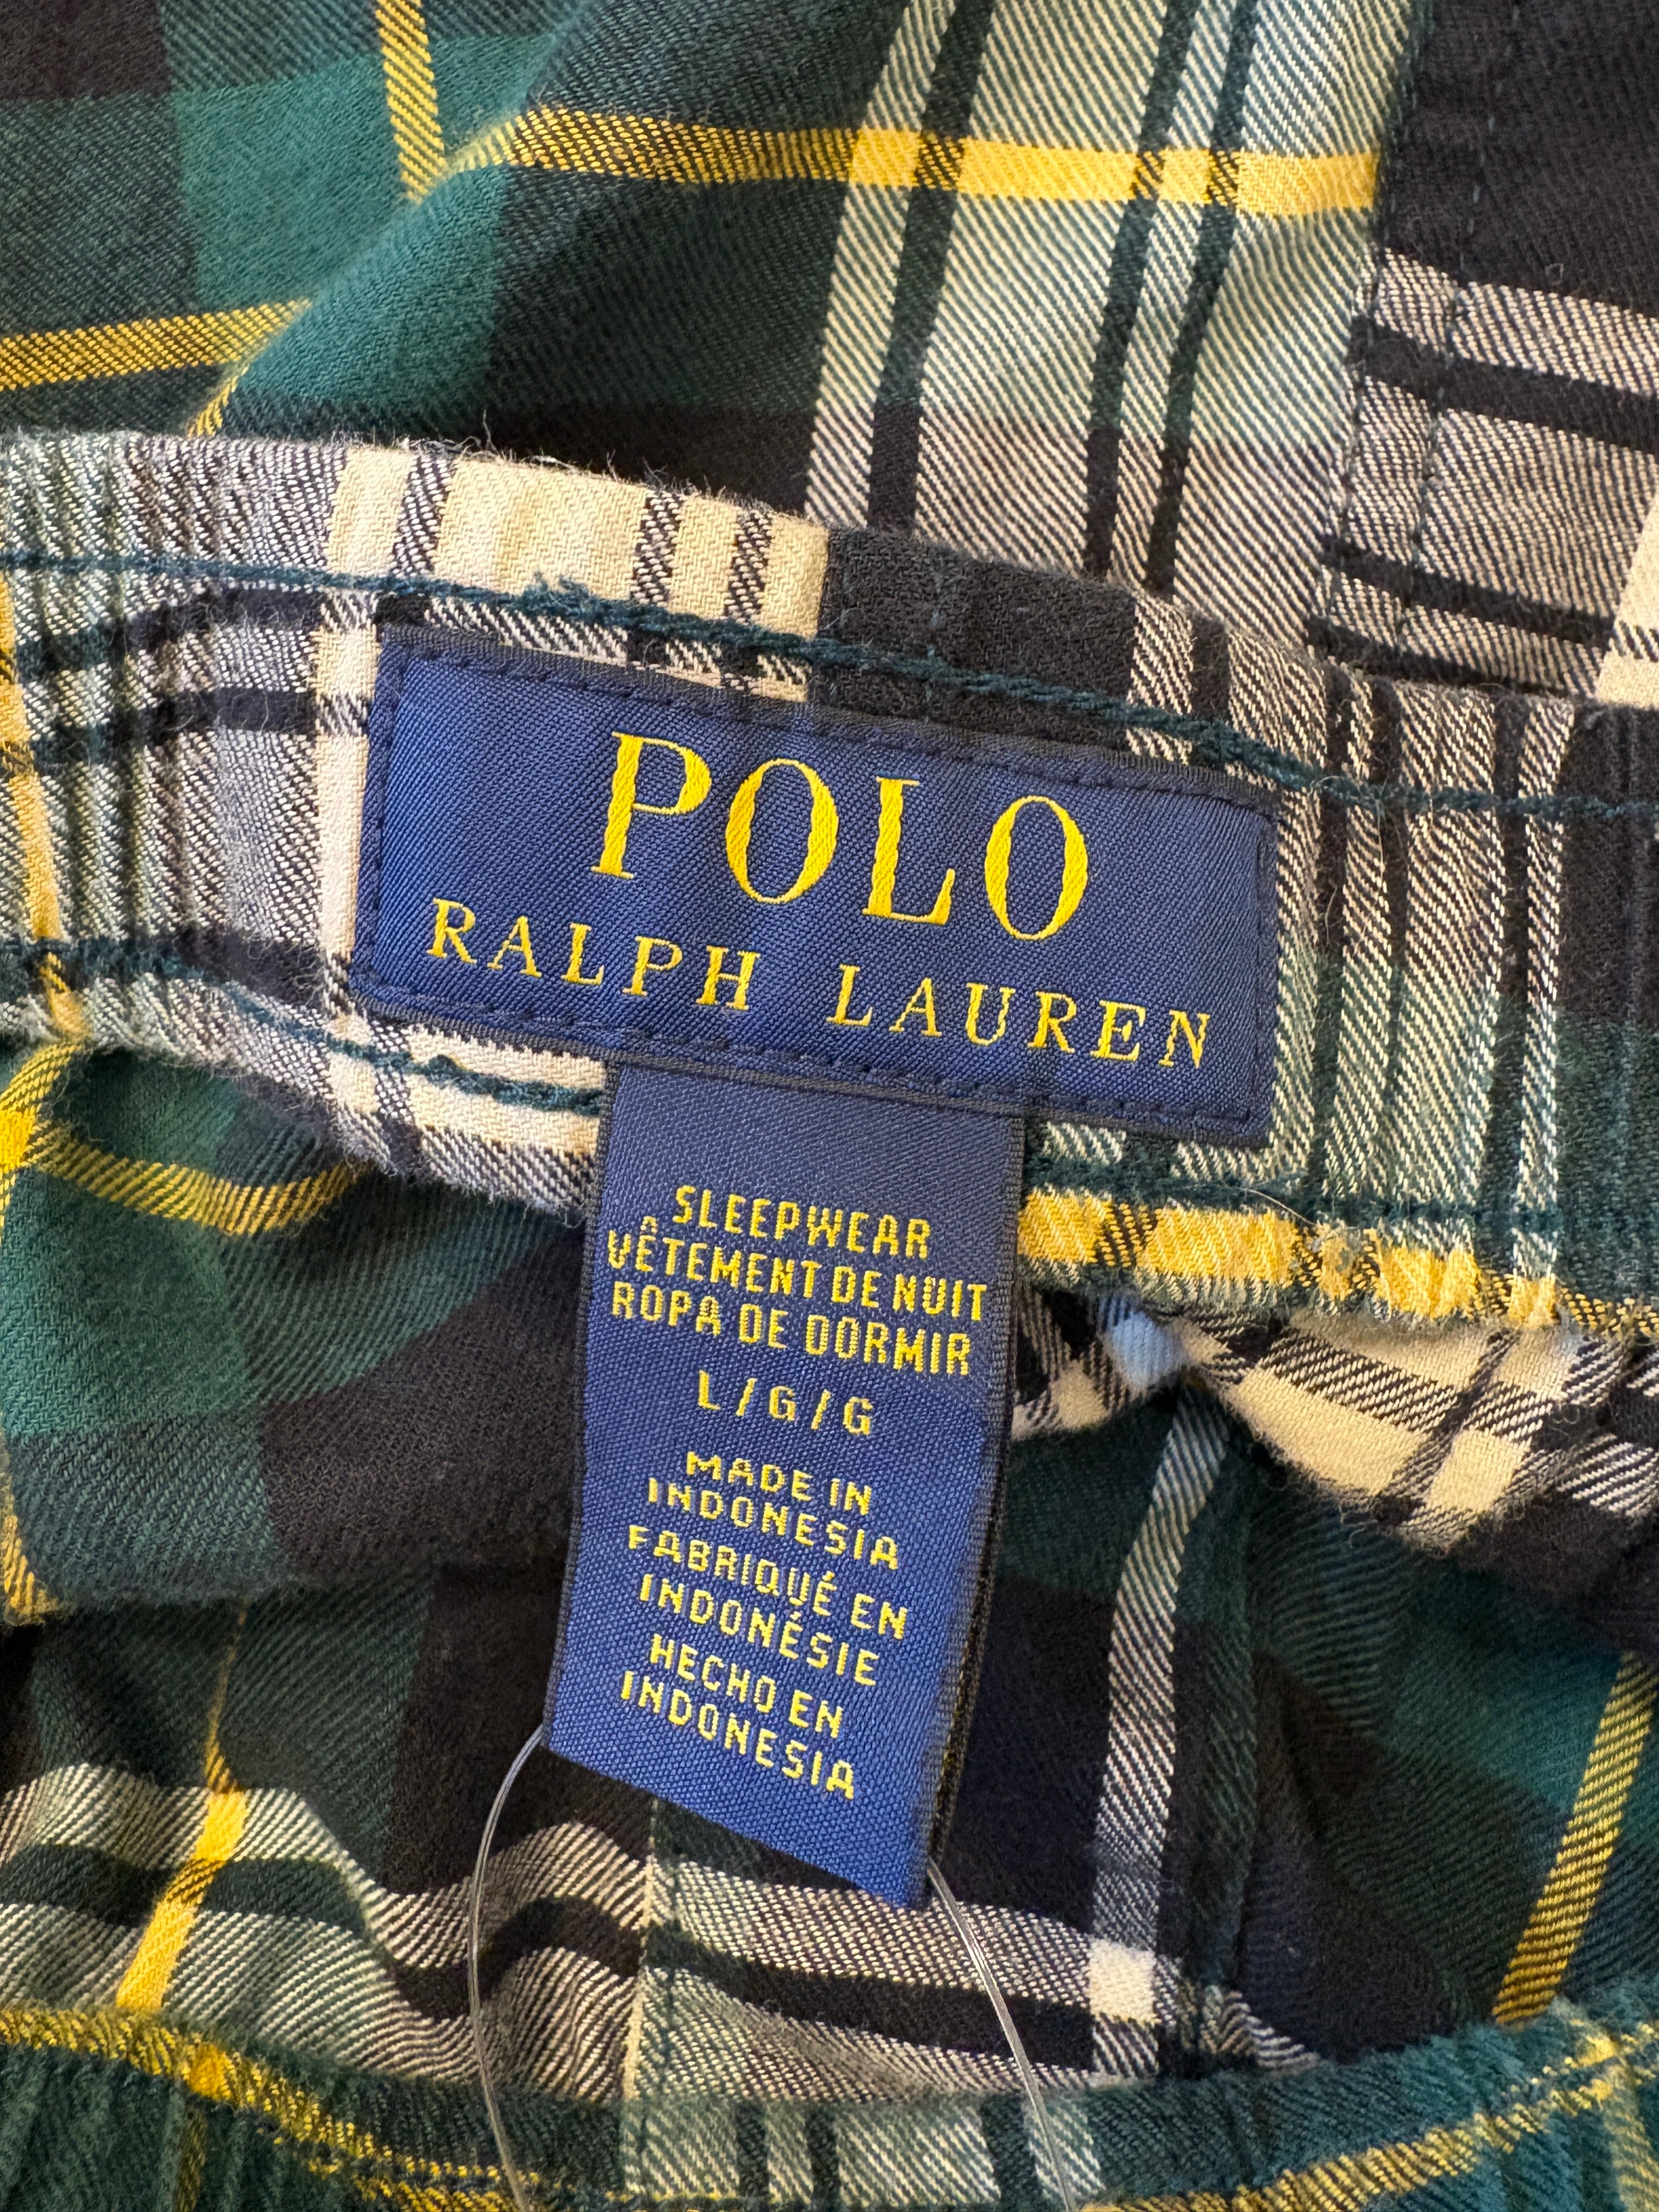 POLO
RALPH LAUREN
SLEEPWEAR
VÊTEMENT DE NUIT
ROPA DE DORMIR
L/G/G
MADE IN
INDONESIA
FABRIQUÉ EN
INDONÉSIE
HECHO EN
INDONESIA